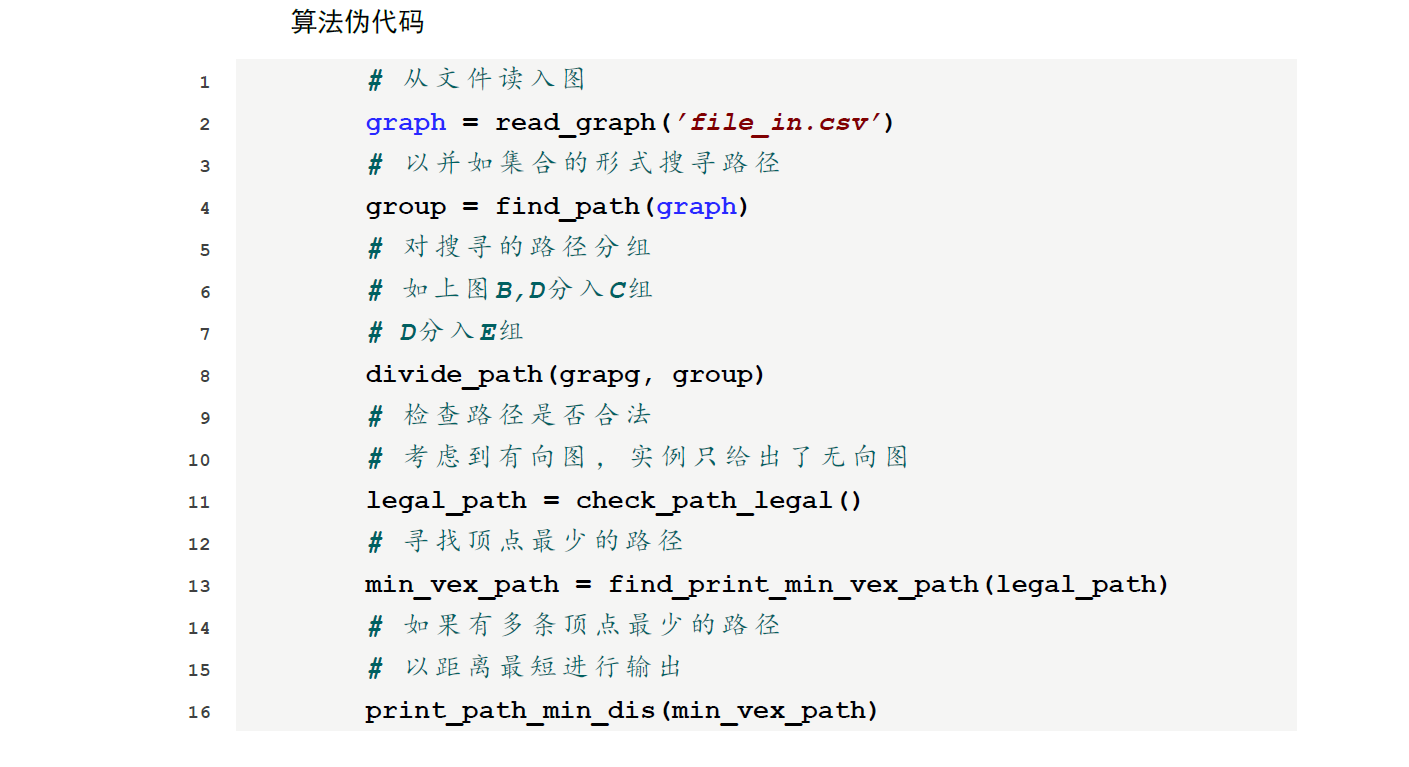 算法伪代码
1 # 从文件读入图
2 graph = read_graph('file_in.csv')
3 # 以并如集合的形式搜寻路径
4 group = find_path(graph)
5 # 对搜寻的路径分组
6 # 如上图B,D分入C组
7 # D分入E组
8 divide_path(grapg, group)
9 # 检查路径是否合法
10 # 考虑到有向图，实例只给出了无向图
11 legal_path = check_path_legal()
12 # 寻找顶点最少的路径
13 min_vex_path = find_print_min_vex_path(legal_path)
14 # 如果有多条顶点最少的路径
15 # 以距离最短进行输出
16 print_path_min_dis(min_vex_path)